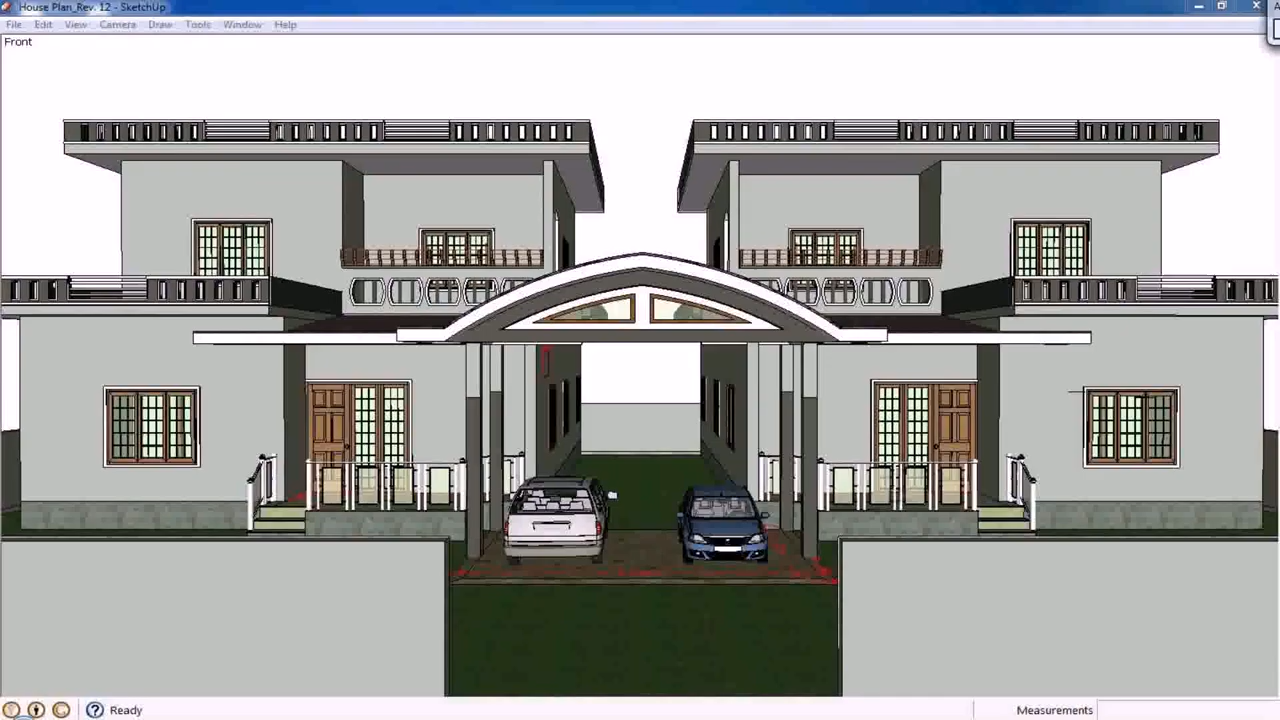 House Plan_Rev. 12 - SketchUp
File Edit View Camera Draw Tools Window Help
Front
Ready
Measurements